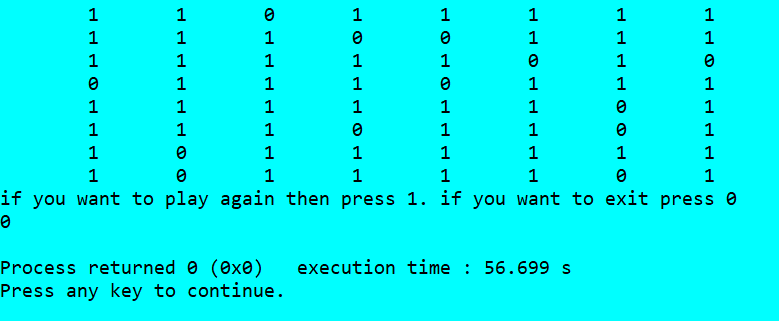 1 1 0 1 1 1 1 1
1 1 1 0 0 1 1 1
1 1 1 1 1 0 1 0
0 1 1 1 0 1 1 1
1 1 1 1 1 1 0 1
1 1 1 0 1 1 0 1
1 0 1 1 1 1 1 1
1 0 1 1 1 1 0 1
if you want to play again then press 1. if you want to exit press 0
0
Process returned 0 (0x0)   execution time : 56.699 s
Press any key to continue.